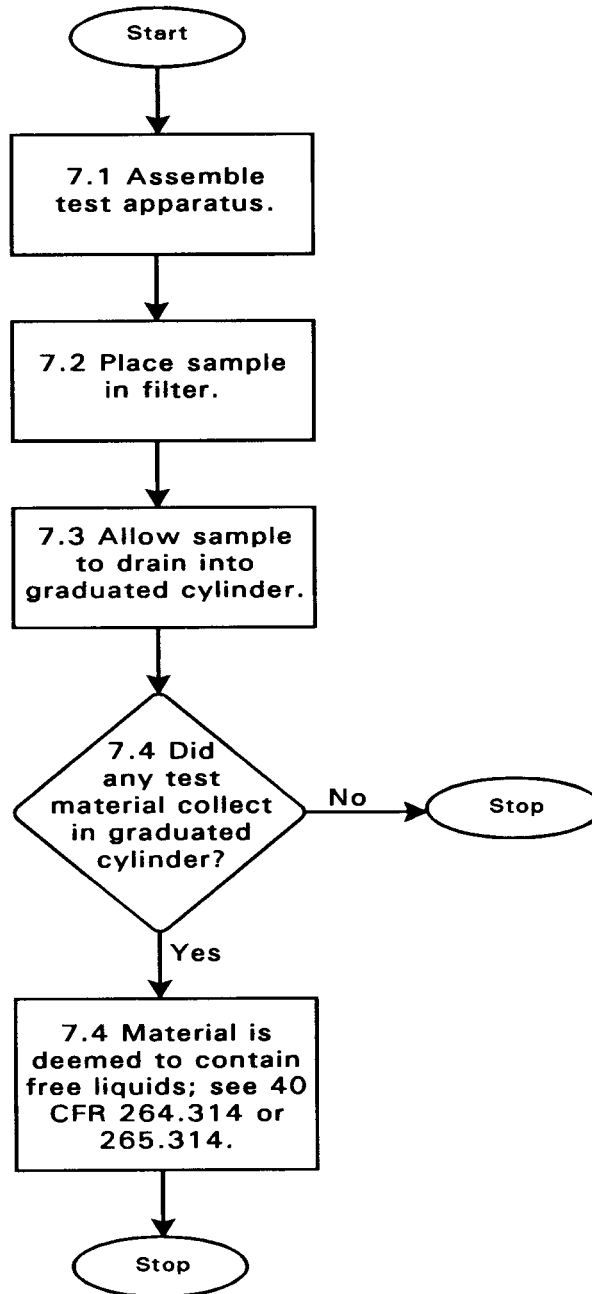 Start
7.1 Assemble
test apparatus.
7.2 Place sample
in filter.
7.3 Allow sample
to drain into
graduated cylinder.
7.4 Did
any test
material collect
in graduated
cylinder?
No
Stop
Yes
7.4 Material is
deemed to contain
free liquids; see 40
CFR 264.314 or
265.314.
Stop